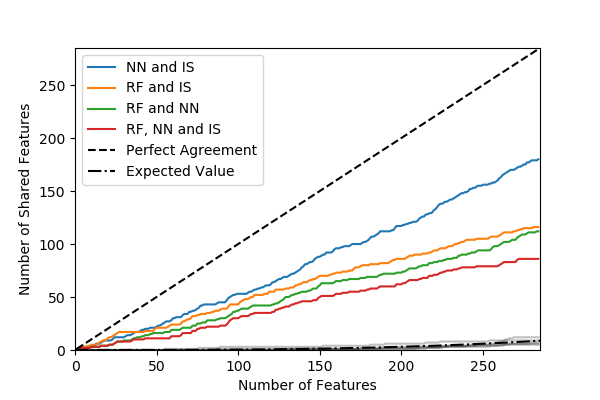 NN and IS
RF and IS
RF and NN
RF, NN and IS
Perfect Agreement
Expected Value
Number of Shared Features
250
200
150
100
50
0
0 50 100 150 200 250
Number of Features